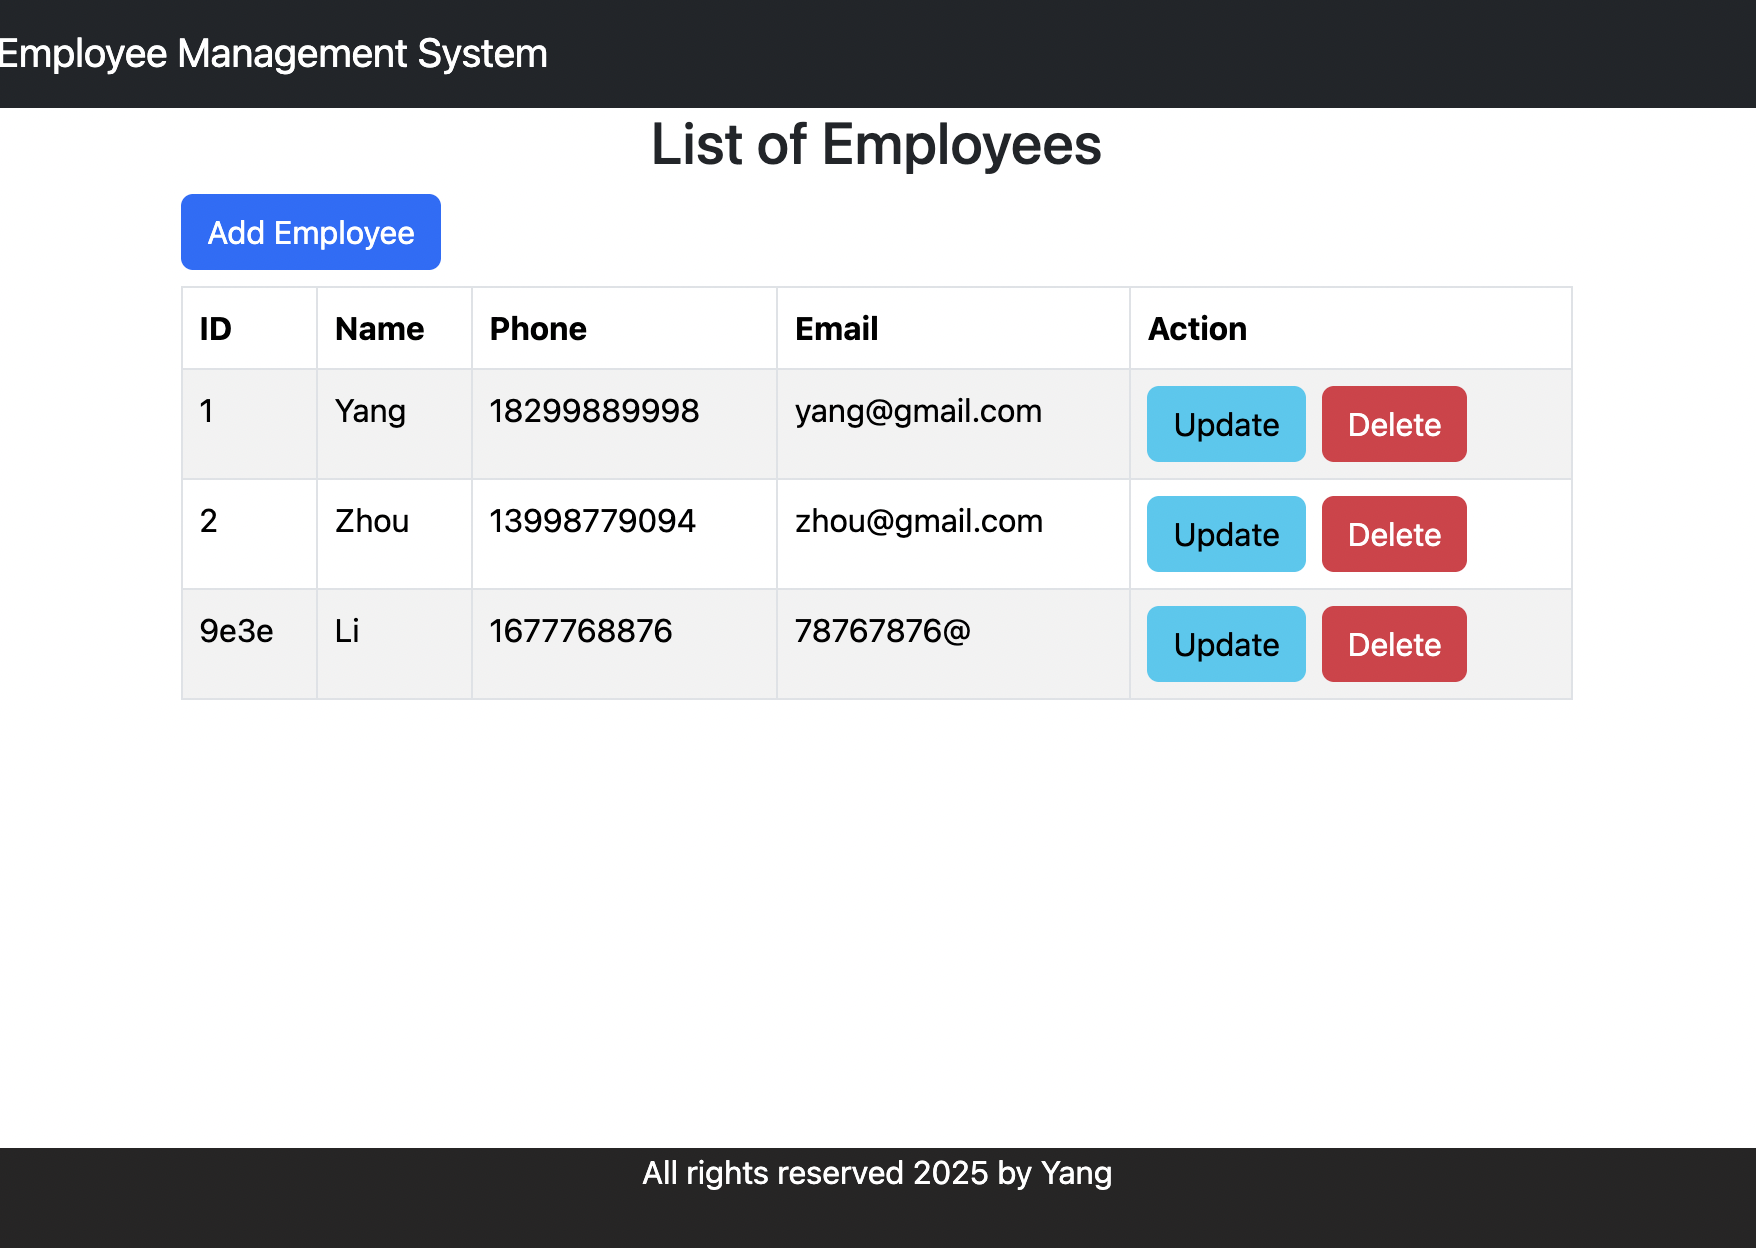 Employee Management System
List of Employees
Add Employee
ID Name Phone Email Action
1 Yang 18299889998 yang@gmail.com Update Delete
2 Zhou 13998779094 zhou@gmail.com Update Delete
9e3e Li 1677768876 78767876@ Update Delete
All rights reserved 2025 by Yang